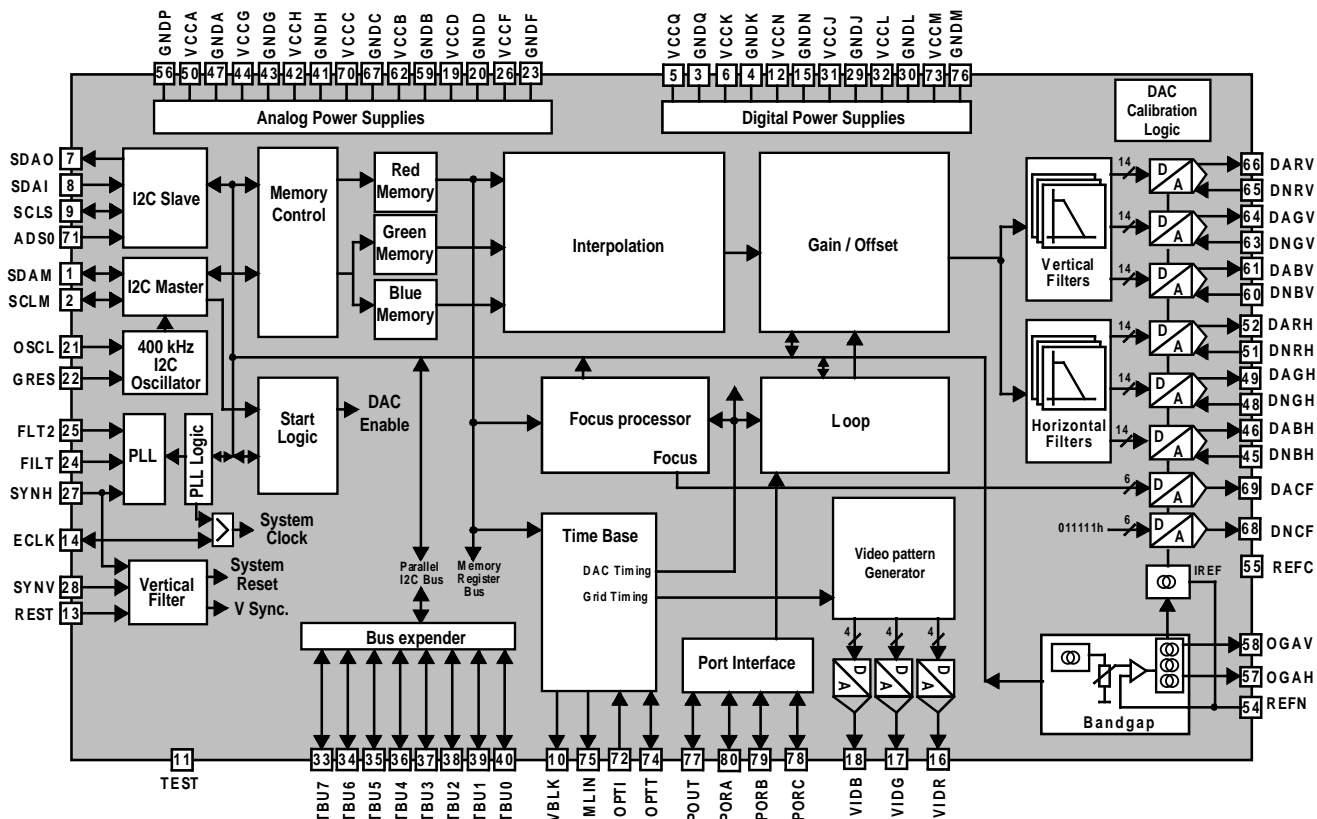 GNDP VCCA GNDA VCCG GNDG VCCH GNDH VCCC GNDC VCCB GNDB VCCD GNDD VCCF GNDF
56 50 47 44 43 42 41 70 67 62 59 19 20 26 23
Analog Power Supplies
VCCQ GNDQ VCCK GNDK VCCN GNDN VCCJ GNDJ VCCL GNDL VCCM GNDM
5 3 6 4 12 15 31 29 32 30 73 76
Digital Power Supplies
DAC
Calibration
Logic
SDAO 7
SDAI 8
SCLS 9
ADS0 71
I2C Slave
SDAM 1
SCLM 2
I2C Master
OSCL 21
GRES 22
400 kHz
I2C
Oscillator
FLT2 25
FILT 24
SYNH 27
PLL
PLL Logic
ECLK 14
>
System
Clock
SYNV 28
REST 13
Vertical
Filter
System
Reset
V Sync.
Memory
Control
Red
Memory
Green
Memory
Blue
Memory
Start
Logic
DAC
Enable
Interpolation
Gain / Offset
Focus processor
Focus
Loop
Parallel
I2C Bus
Memory
Register
Bus
Time Base
DAC Timing
Grid Timing
Video pattern
Generator
Bus expender
Port Interface
4 4 4
D A D A D A
14 14 14
Vertical
Filters
14 14 14
Horizontal
Filters
D A
D A
D A
D A
D A
D A
6 D A
011111h 6 D A
IREF
Bandgap
66 DARV
65 DNRV
64 DAGV
63 DNGV
61 DABV
60 DNBV
52 DARH
51 DNRH
49 DAGH
48 DNGH
46 DABH
45 DNBH
69 DACF
68 DNCF
55 REFC
58 OGAV
57 OGAH
54 REFN
11
TEST
33 34 35 36 37 38 39 40
TBU7 TBU6 TBU5 TBU4 TBU3 TBU2 TBU1 TBU0
10 75 72 74
VBLK MLIN OPTI OPTT
77 80 79 78
POUT PORA PORB PORC
18 17 16
VIDB VIDG VIDR